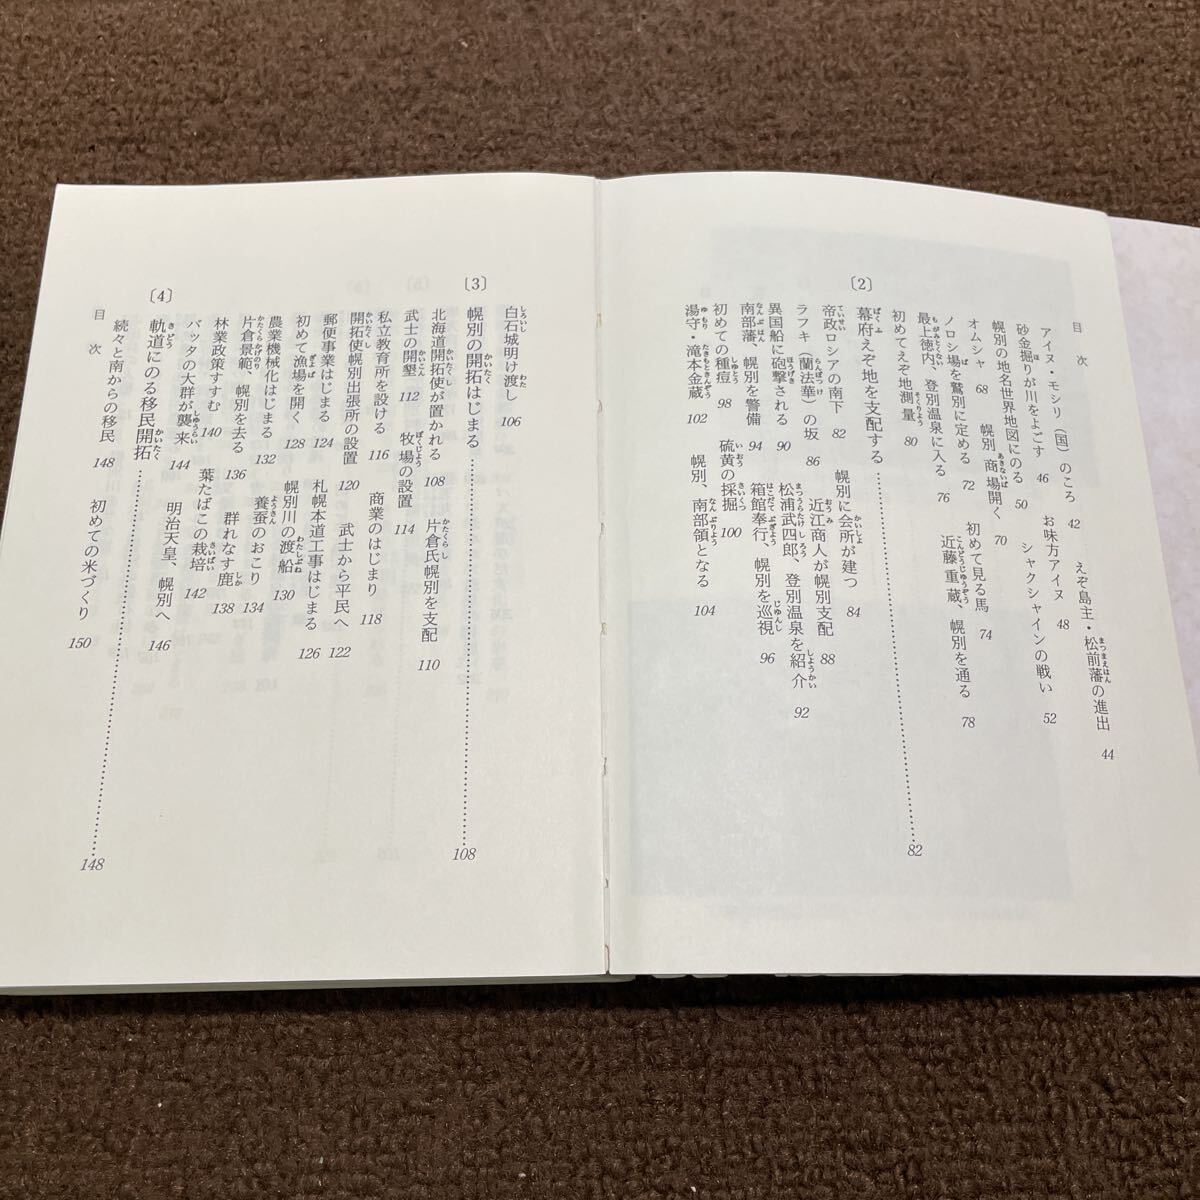 目次
アイヌ・モシリ（国）のころ 42 えぞ島主・松前藩の進出 44
砂金掘りが川をよごす 46 お味方アイヌ 48
幌別の地名世界地図にのる 50 シャクシャインの戦い 52
オムシャ 68 幌別 商場開く 70
ノロシ場を鷲別に定める 72 初めて見る馬 74
最上徳内、登別温泉に入る 76 近藤重蔵、幌別を通る 78
初めてえぞ地測量 80
〔2〕 幕府えぞ地を支配する 82
帝政ロシアの南下 82 幌別に会所が建つ 84
ラフキ（蘭法華）の坂 86 近江商人が幌別支配 88
異国船に砲撃される 90 松浦武四郎、登別温泉を紹介 92
南部藩、幌別を警備 94 箱館奉行、幌別を巡視 96
初めての種痘 98 硫黄の採掘 100
湯守・滝本金蔵 102 幌別、南部領となる 104
白石城明け渡し 106
〔3〕 幌別の開拓はじまる 108
北海道開拓使が置かれる 108 片倉氏幌別を支配 110
武士の開墾 112 牧場の設置 114
私立教育所を設ける 116 商業のはじまり 118
開拓使幌別出張所の設置 120 武士から平民へ 122
郵便事業はじまる 124 札幌本道工事はじまる 126
初めて漁場を開く 128 幌別川の渡船 130
農業機械化はじまる 132 養蚕のおこり 134
片倉景範、幌別を去る 136 群れなす鹿 138
林業政策すすむ 140 葉たばこの栽培 142
バッタの大群が襲来 144 明治天皇、幌別へ 146
〔4〕 軌道にのる移民開拓 148
続々と南からの移民 148 初めての米づくり 150
目次